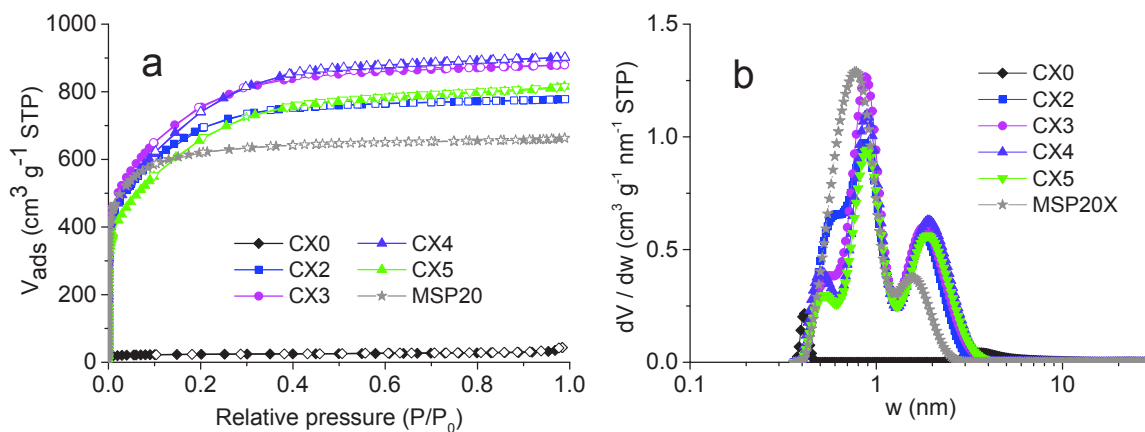 a
V_ads (cm³ g⁻¹ STP)
1000
800
600
400
200
0
CX0
CX2
CX3
CX4
CX5
MSP20
0.0 0.2 0.4 0.6 0.8 1.0
Relative pressure (P/P₀)
b
dV / dw (cm³ g⁻¹ nm⁻¹ STP)
1.5
1.0
0.5
0.0
CX0
CX2
CX3
CX4
CX5
MSP20X
0.1 1 10
w (nm)